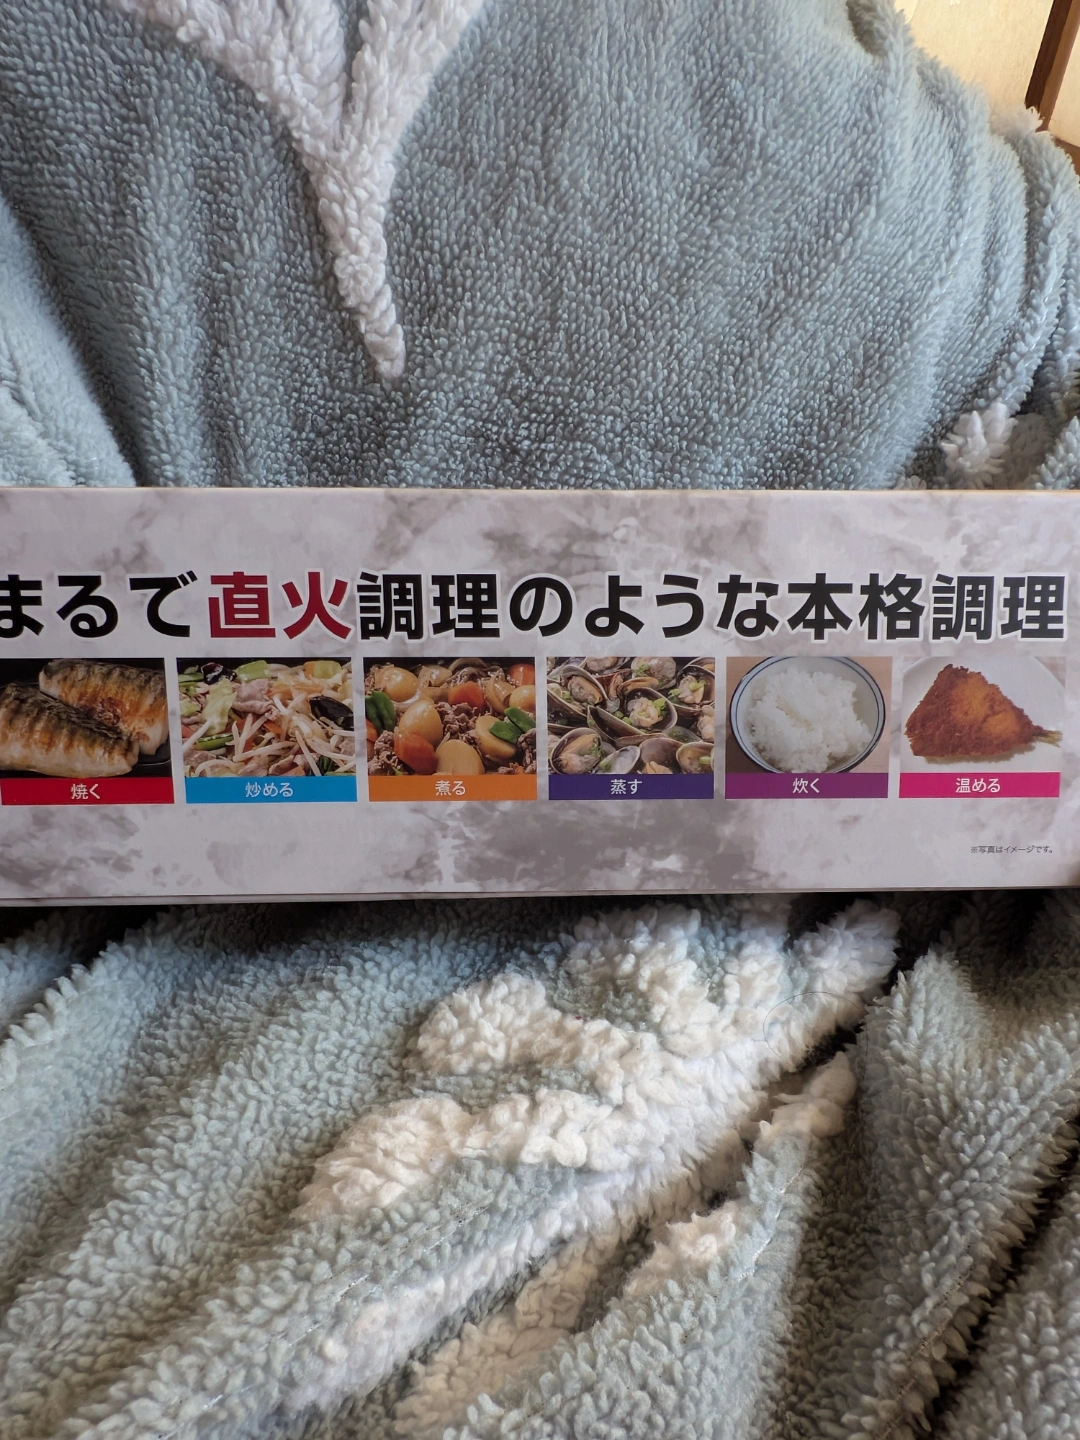 まるで直火調理のような本格調理
焼く
炒める
煮る
蒸す
炊く
温める
※写真はイメージです。